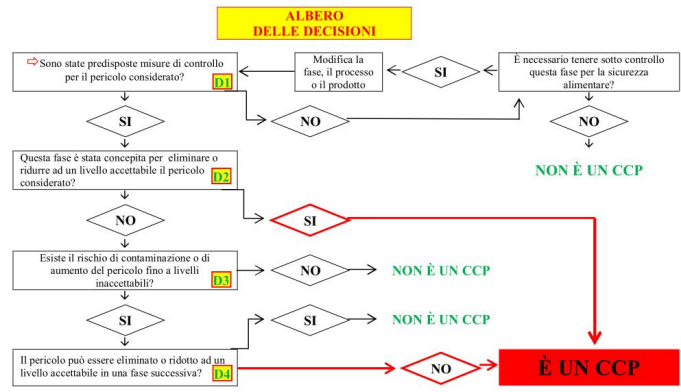 ALBERO
DELLE DECISIONI
⇨Sono state predisposte misure di controllo
per il pericolo considerato?
D1
Modifica la
fase, il processo
o il prodotto
SI
È necessario tenere sotto controllo
questa fase per la sicurezza
alimentare?
SI
NO
NO
NON È UN CCP
Questa fase è stata concepita per eliminare o
ridurre ad un livello accettabile il pericolo
considerato?
D2
NO
SI
Esiste il rischio di contaminazione o di
aumento del pericolo fino a livelli
inaccettabili?
D3
NO
NON È UN CCP
SI
SI
NON È UN CCP
Il pericolo può essere eliminato o ridotto ad un
livello accettabile in una fase successiva?
D4
NO
È UN CCP